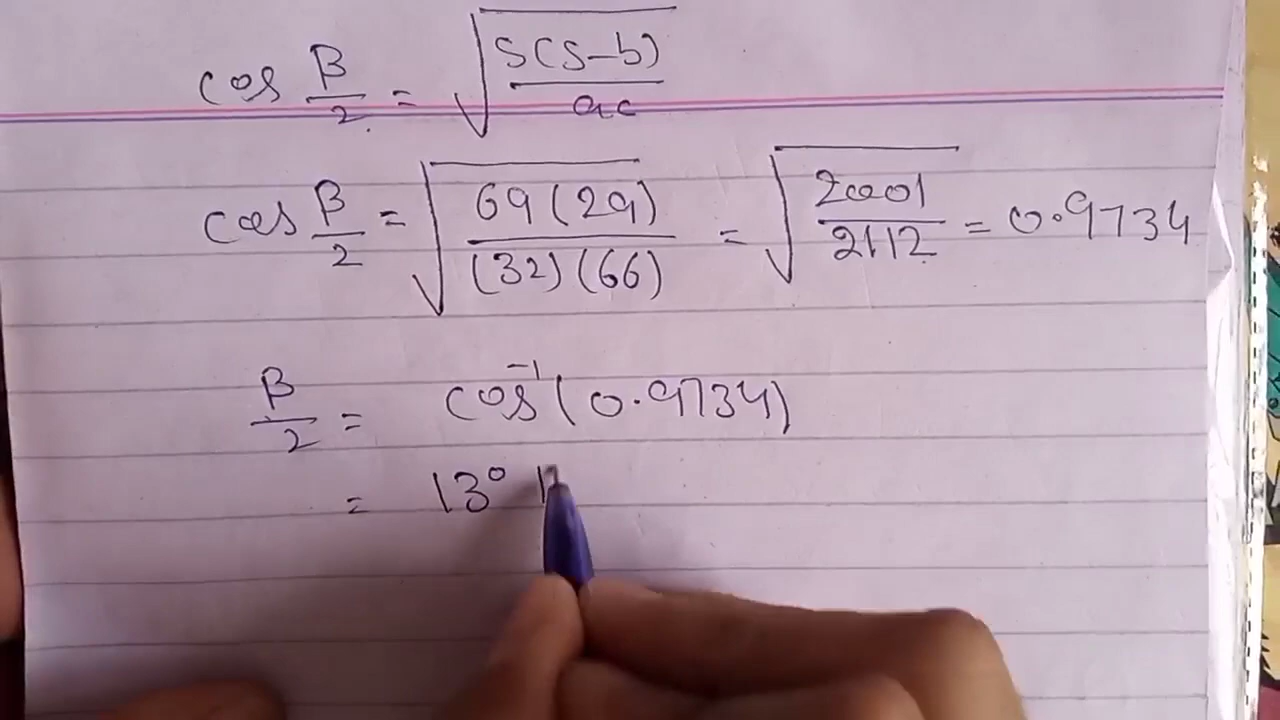 cos β/2 = √(s(s-b)/ac)
cos β/2 = √(69(29)/(32)(66)) = √(2001/2112) = 0.9734
β/2 = cos⁻¹(0.9734)
= 13°